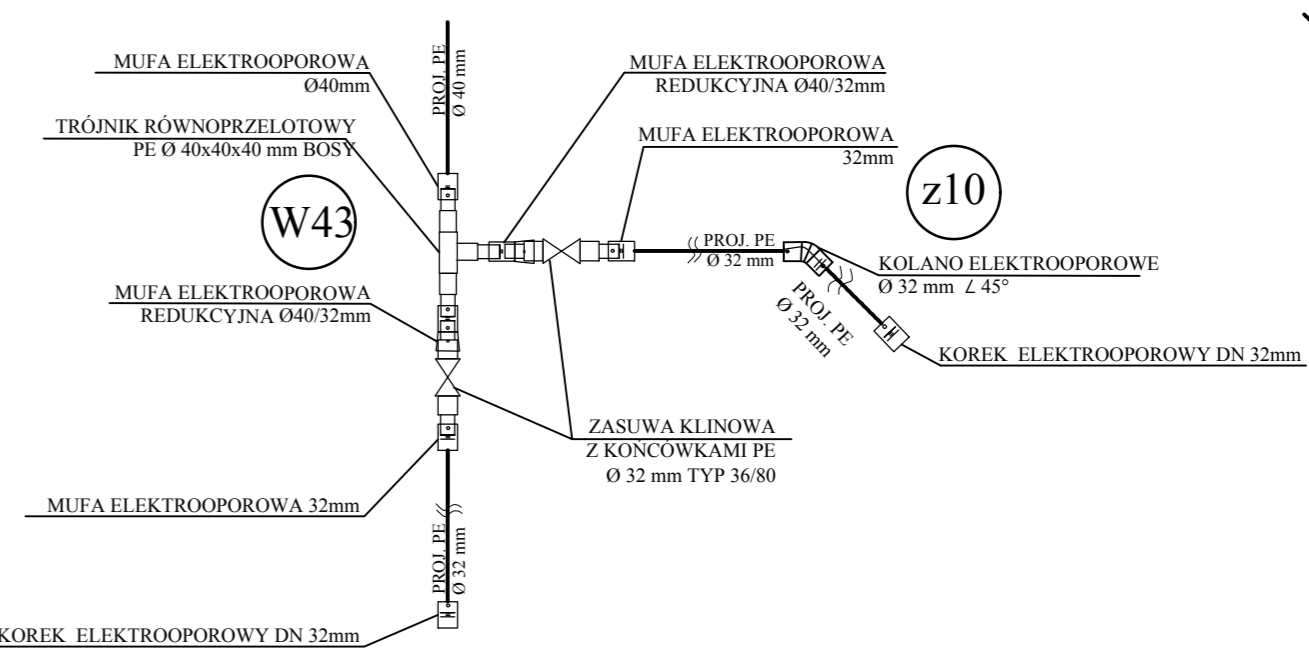 MUFA ELEKTROOPOROWA
Ø40mm
TRÓJNIK RÓWNOPRZELOTOWY
PE Ø 40x40x40 mm BOSY
W43
MUFA ELEKTROOPOROWA
REDUKCYJNA Ø40/32mm
MUFA ELEKTROOPOROWA 32mm
KOREK ELEKTROOPOROWY DN 32mm
PROJ. PE
Ø 40 mm
PROJ. PE
Ø 32 mm
MUFA ELEKTROOPOROWA
REDUKCYJNA Ø40/32mm
MUFA ELEKTROOPOROWA
32mm
z10
PROJ. PE
Ø 32 mm
KOLANO ELEKTROOPOROWE
Ø 32 mm ∠ 45°
PROJ. PE
Ø 32 mm
KOREK ELEKTROOPOROWY DN 32mm
ZASUWA KLINOWA
Z KOŃCÓWKAMI PE
Ø 32 mm TYP 36/80